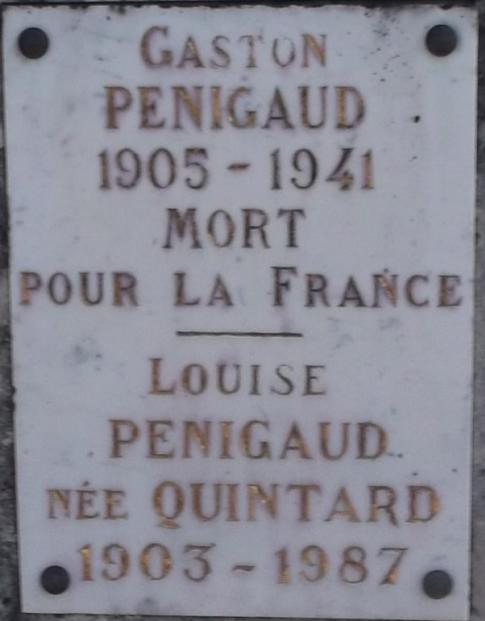 GASTON
PENIGAUD
1905 - 1941
MORT
POUR LA FRANCE
LOUISE
PENIGAUD
NÉE QUINTARD
1903 - 1987